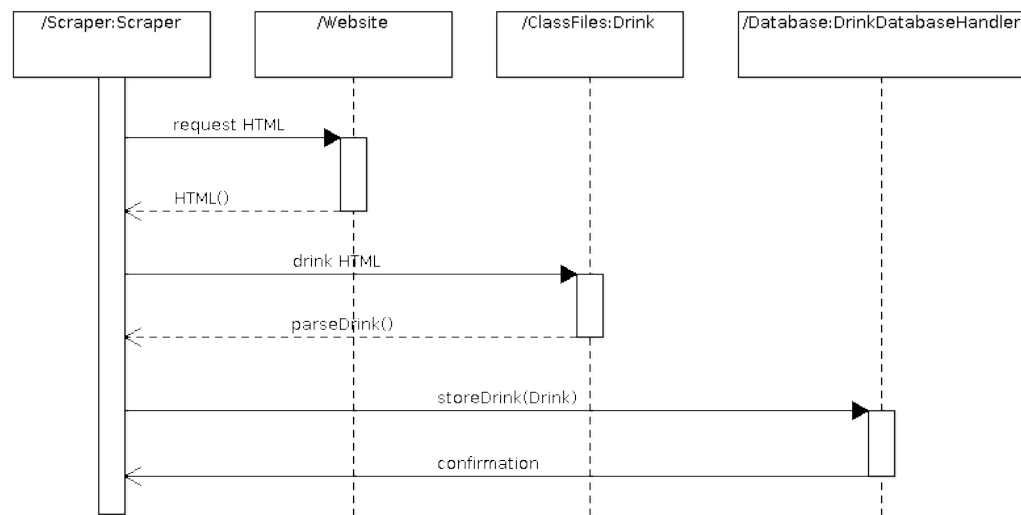 /Scraper:Scraper
/Website
/ClassFiles:Drink
/Database:DrinkDatabaseHandler
request HTML
HTML()
drink HTML
parseDrink()
storeDrink(Drink)
confirmation